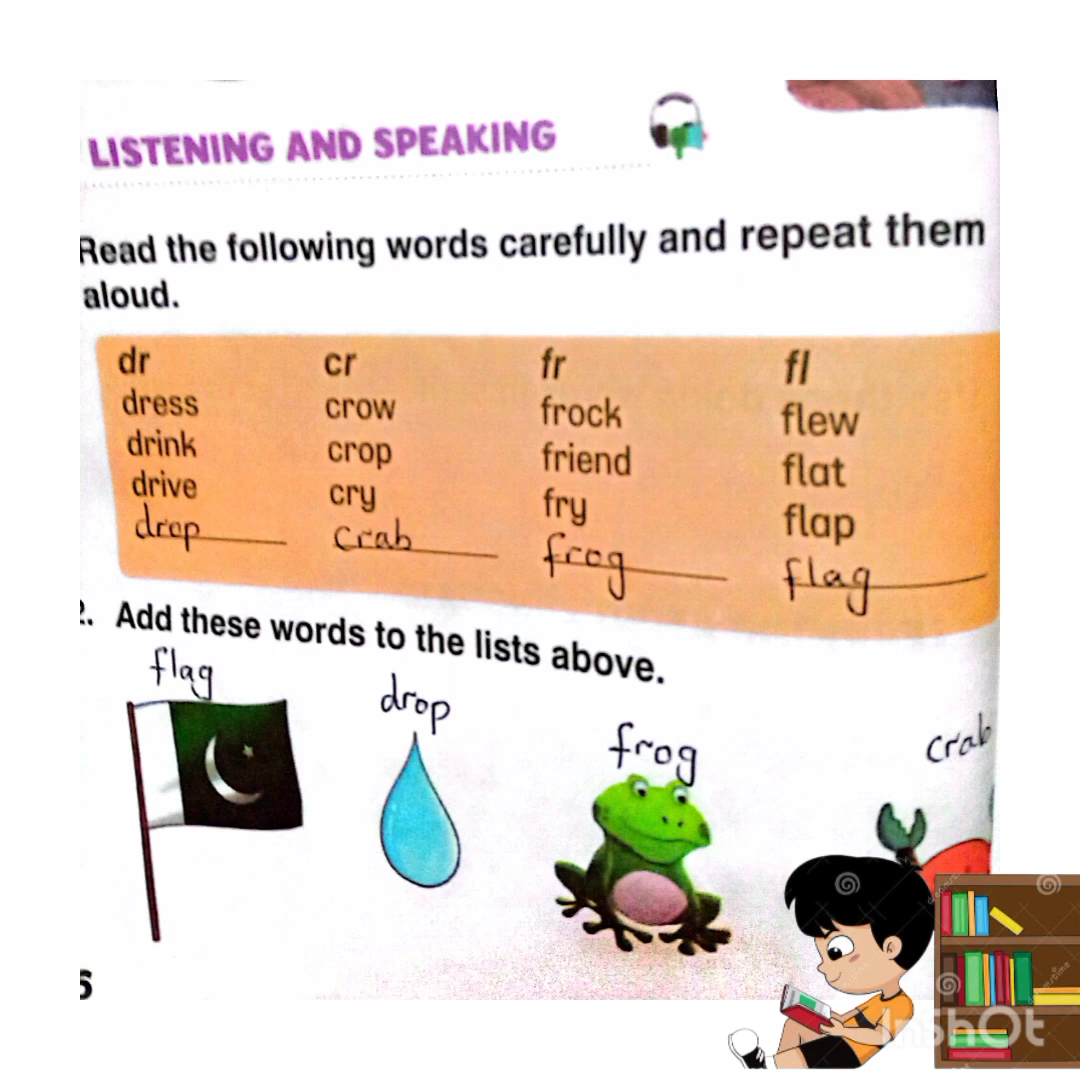 LISTENING AND SPEAKING
Read the following words carefully and repeat them
aloud.
dr cr fr fl
dress crow frock flew
drink crop friend flat
drive cry fry flap
drop crab frog flag
2. Add these words to the lists above.
flag drop frog crab
6
InshOt